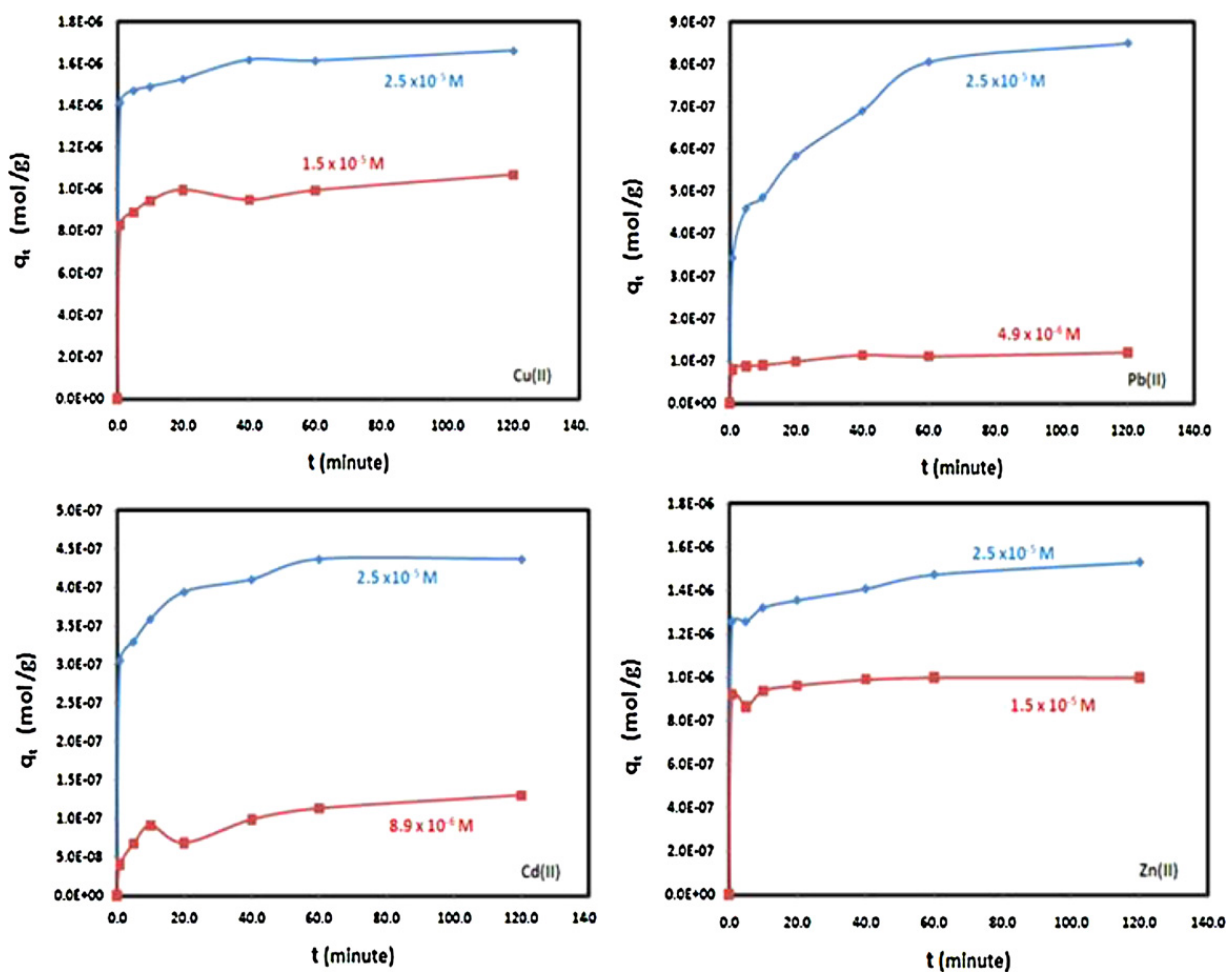 1.8E-06
1.6E-06
1.4E-06
1.2E-06
1.0E-06
8.0E-07
6.0E-07
4.0E-07
2.0E-07
0.0E+00
qt (mol/g)
2.5 x10⁻⁵ M
1.5 x 10⁻⁵ M
Cu(II)
0.0 20.0 40.0 60.0 80.0 100.0 120.0 140.
t (minute)
9.0E-07
8.0E-07
7.0E-07
6.0E-07
5.0E-07
4.0E-07
3.0E-07
2.0E-07
1.0E-07
0.0E+00
qt (mol/g)
2.5 x10⁻⁵ M
4.9 x 10⁻⁶ M
Pb(II)
0.0 20.0 40.0 60.0 80.0 100.0 120.0 140.0
t (minute)
5.0E-07
4.5E-07
4.0E-07
3.5E-07
3.0E-07
2.5E-07
2.0E-07
1.5E-07
1.0E-07
5.0E-08
0.0E+00
qt (mol/g)
2.5 x10⁻⁵ M
8.9 x 10⁻⁶ M
Cd(II)
0.0 20.0 40.0 60.0 80.0 100.0 120.0 140.
t (minute)
1.8E-06
1.6E-06
1.4E-06
1.2E-06
1.0E-06
8.0E-07
6.0E-07
4.0E-07
2.0E-07
0.0E+00
qt (mol/g)
2.5 x10⁻⁵ M
1.5 x 10⁻⁵ M
Zn(II)
0.0 20.0 40.0 60.0 80.0 100.0 120.0 140.0
t (minute)